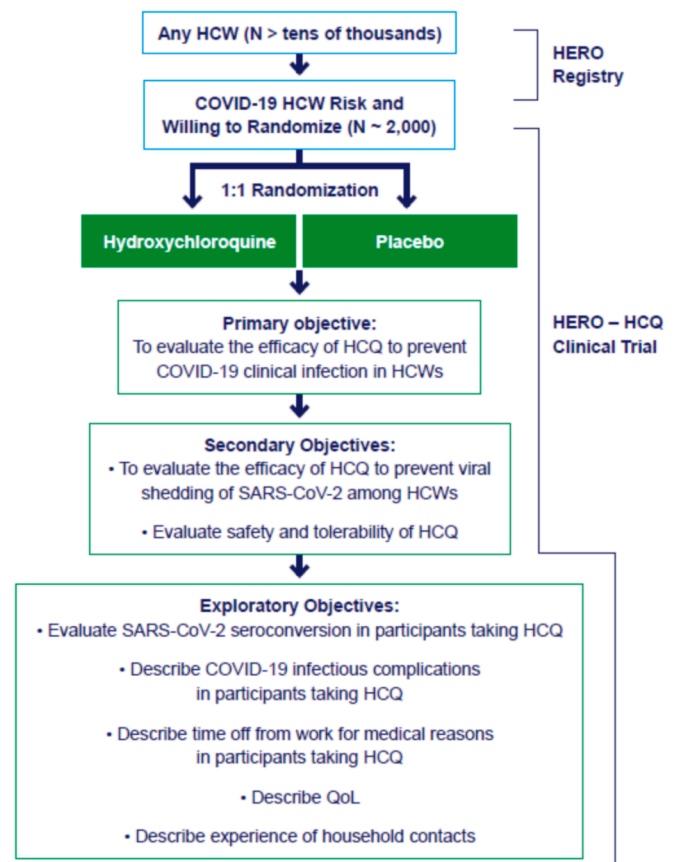 Any HCW (N > tens of thousands)
HERO
Registry
COVID-19 HCW Risk and
Willing to Randomize (N ~ 2,000)
1:1 Randomization
Hydroxychloroquine
Placebo
HERO – HCQ
Clinical Trial
Primary objective:
To evaluate the efficacy of HCQ to prevent
COVID-19 clinical infection in HCWs
Secondary Objectives:
• To evaluate the efficacy of HCQ to prevent viral
shedding of SARS-CoV-2 among HCWs
• Evaluate safety and tolerability of HCQ
Exploratory Objectives:
• Evaluate SARS-CoV-2 seroconversion in participants taking HCQ
• Describe COVID-19 infectious complications
in participants taking HCQ
• Describe time off from work for medical reasons
in participants taking HCQ
• Describe QoL
• Describe experience of household contacts